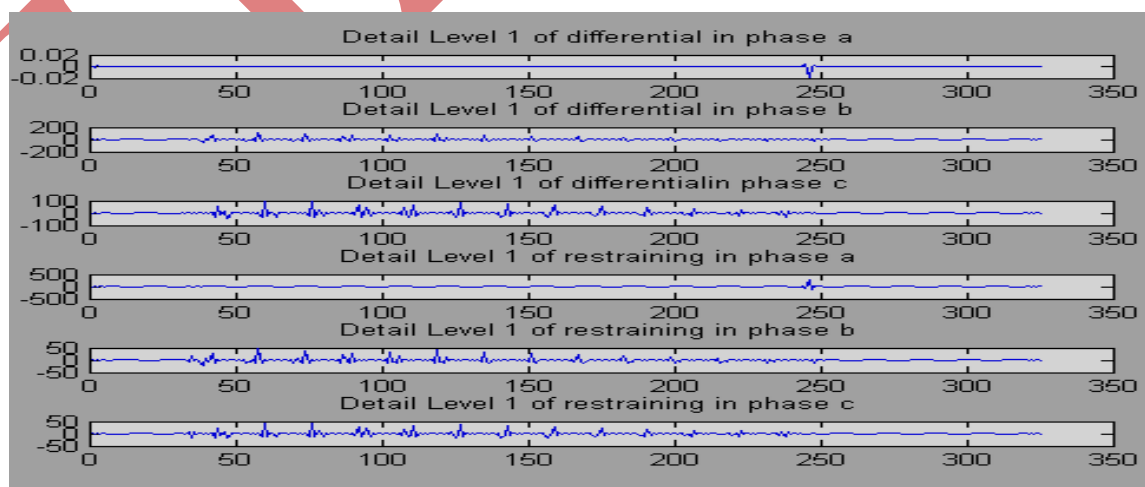 Detail Level 1 of differential in phase a
0.02
0
-0.02
0 50 100 150 200 250 300 350
Detail Level 1 of differential in phase b
200
0
-200
0 50 100 150 200 250 300 350
Detail Level 1 of differentialin phase c
100
0
-100
0 50 100 150 200 250 300 350
Detail Level 1 of restraining in phase a
500
0
-500
0 50 100 150 200 250 300 350
Detail Level 1 of restraining in phase b
50
0
-50
0 50 100 150 200 250 300 350
Detail Level 1 of restraining in phase c
50
0
-50
0 50 100 150 200 250 300 350